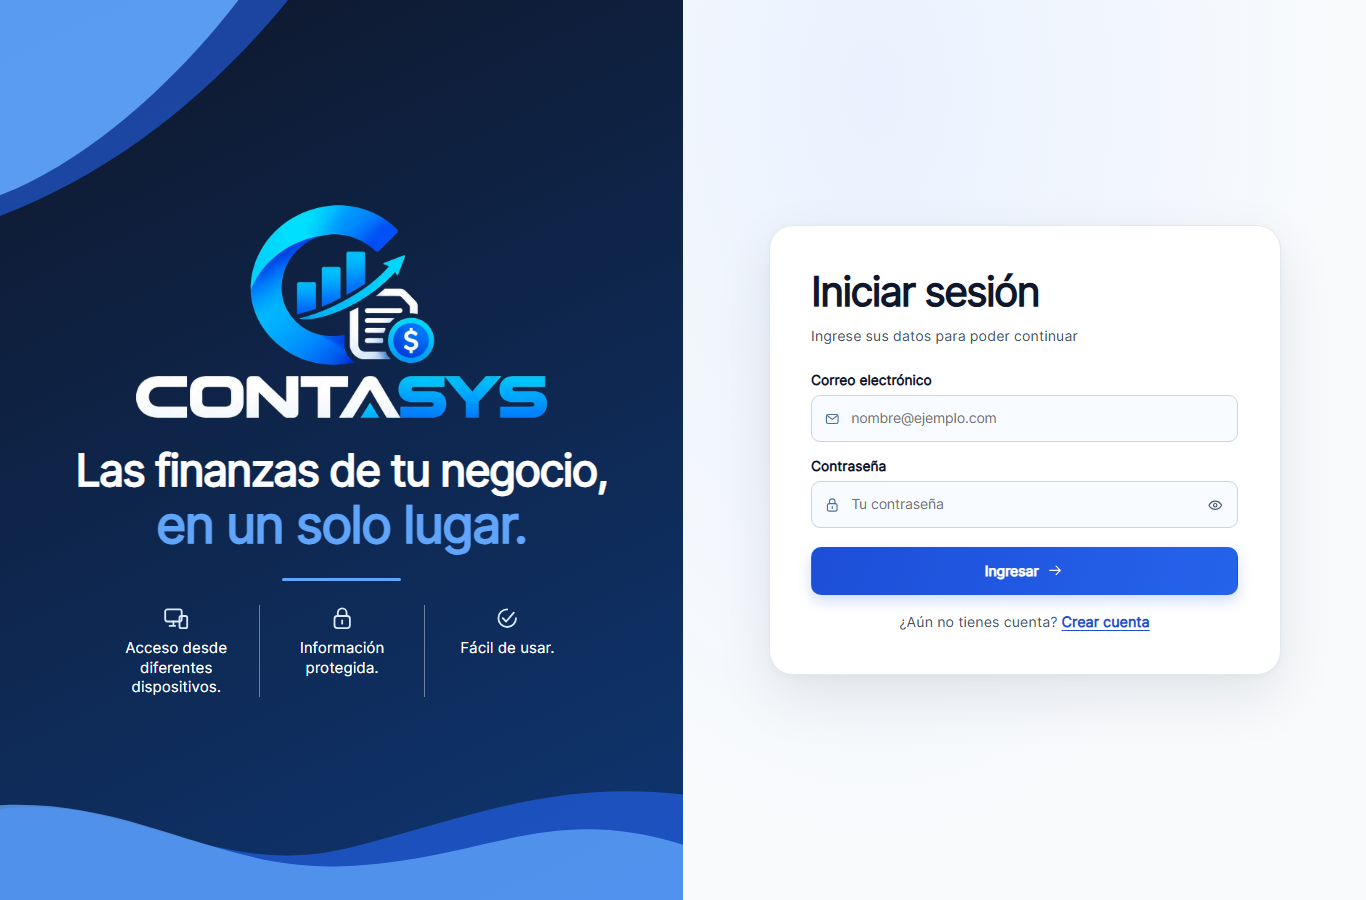 $
CONTASYS
Las finanzas de tu negocio,
en un solo lugar.
Acceso desde
diferentes
dispositivos.
Información
protegida.
Fácil de usar.
Iniciar sesión
Ingrese sus datos para poder continuar
Correo electrónico
nombre@ejemplo.com
Contraseña
Tu contraseña
Ingresar →
¿Aún no tienes cuenta? Crear cuenta